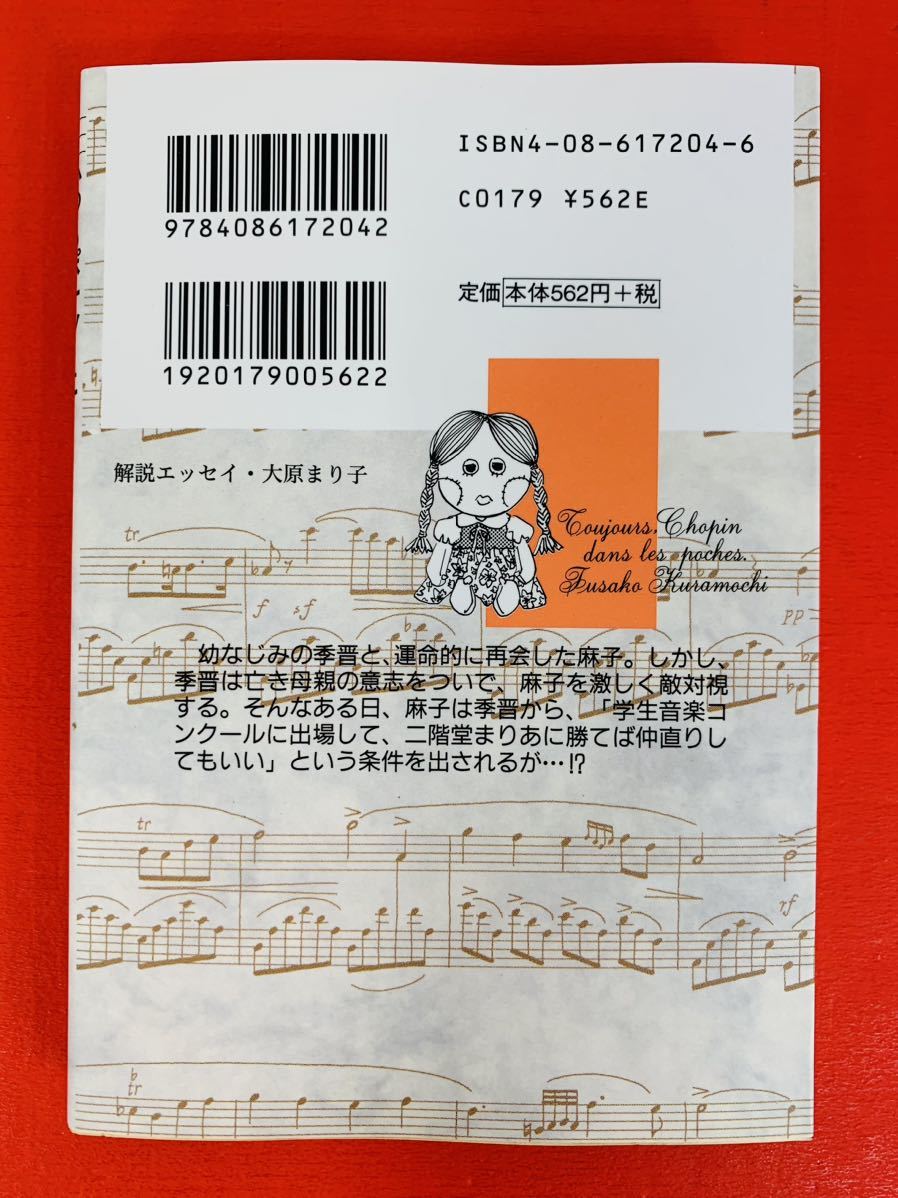 ISBN4-08-617204-6
C0179 ¥562E
9784086172042
定価 本体562円+税
1920179005622
解説エッセイ・大原まり子
Toujours Chopin
dans les poches.
Fusako Kuramochi
幼なじみの季晋と、運命的に再会した麻子。しかし、
季晋は亡き母親の意志をついで、麻子を激しく敵対視
する。そんなある日、麻子は季晋から、「学生音楽コ
ンクールに出場して、二階堂まりあに勝てば仲直りし
てもいい」という条件を出されるが…!?
tr
f sf
pp
tr
rf
tr